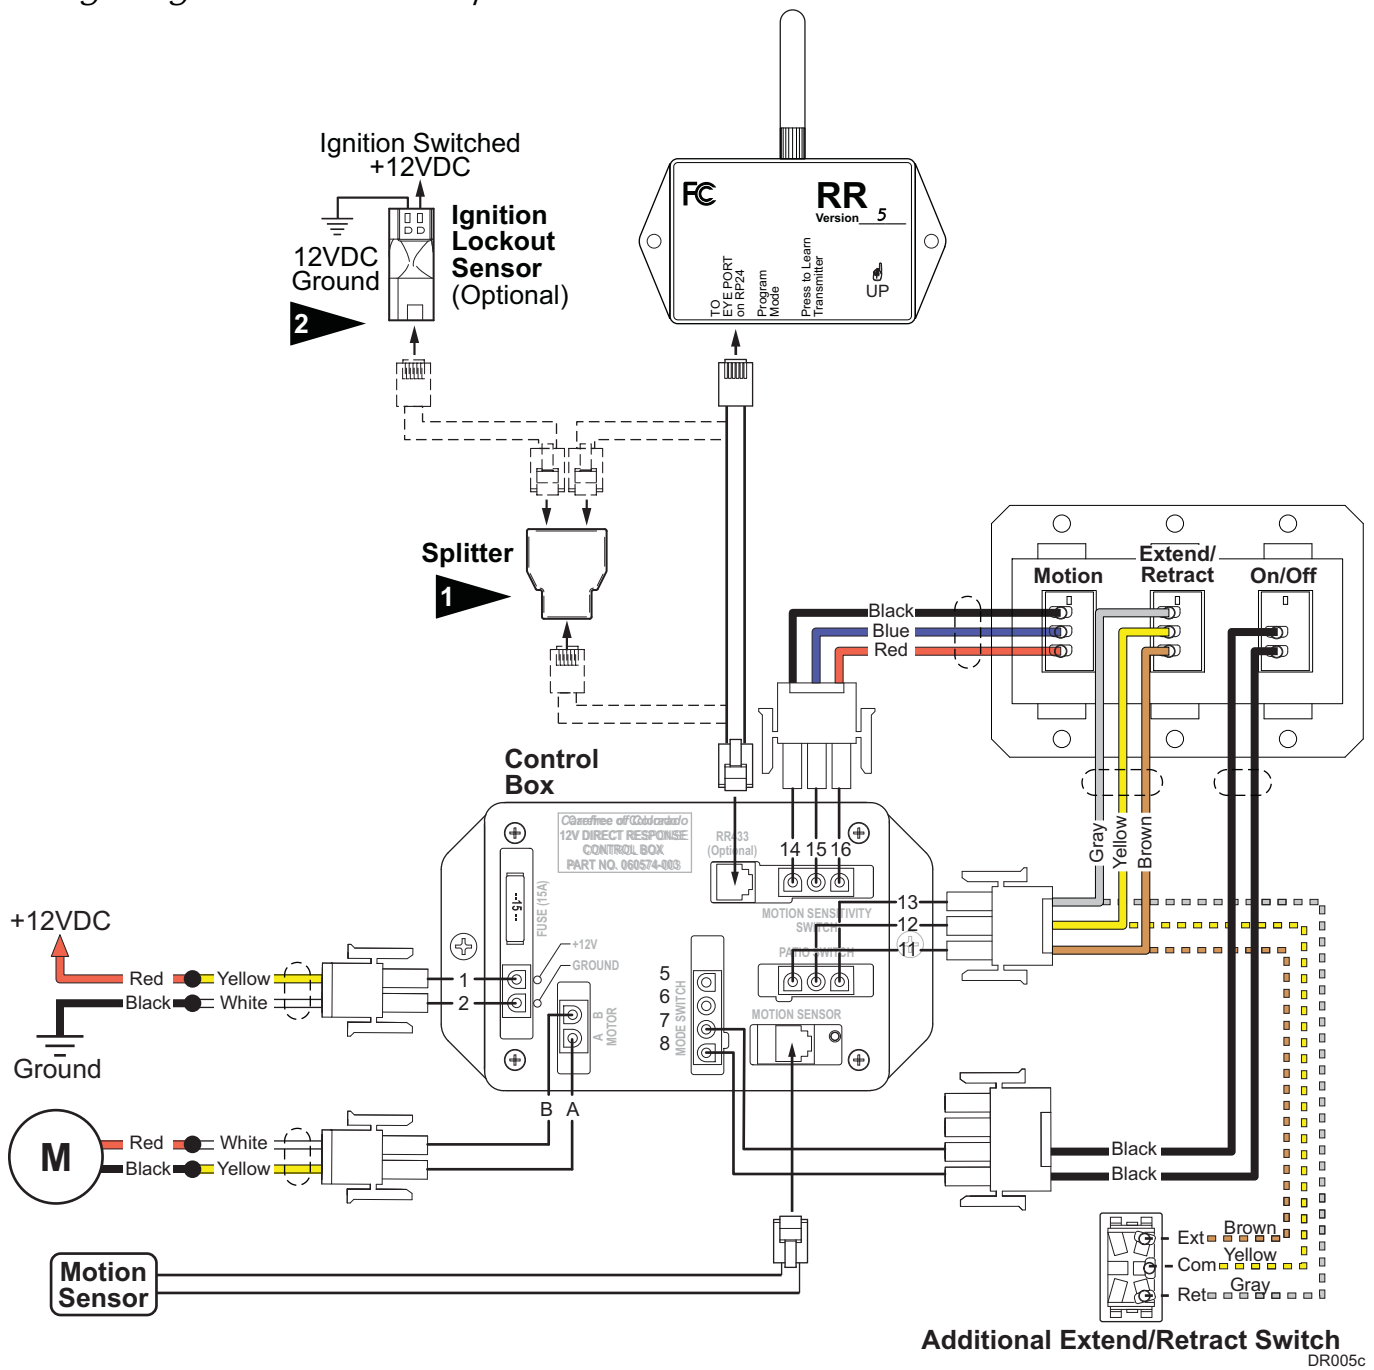 Ignition Switched
+12VDC
12VDC
Ground
Ignition
Lockout
Sensor
(Optional)
2
FC
RR
Version 5
TO
EYE PORT
on RP24
Program
Mode
Press to Learn
Transmitter
UP
Splitter
1
Motion
Extend/
Retract
On/Off
Black
Blue
Red
Gray
Yellow
Brown
Control
Box
Carefree of Colorado
12V DIRECT RESPONSE
CONTROL BOX
PART NO. 060574-003
RR433
(Optional)
14 15 16
--15--
FUSE (15A)
MOTION SENSITIVITY
SWITCH
13
12
11
PATIO SWITCH
+12V
GROUND
+12VDC
Red
Yellow
1
Black
White
2
Ground
A B
MOTOR
5
6
7
8
MODE SWITCH
MOTION SENSOR
B A
M
Red
White
Black
Yellow
Black
Black
Motion
Sensor
Ext
Brown
Com
Yellow
Ret
Gray
Additional Extend/Retract Switch
DR005c